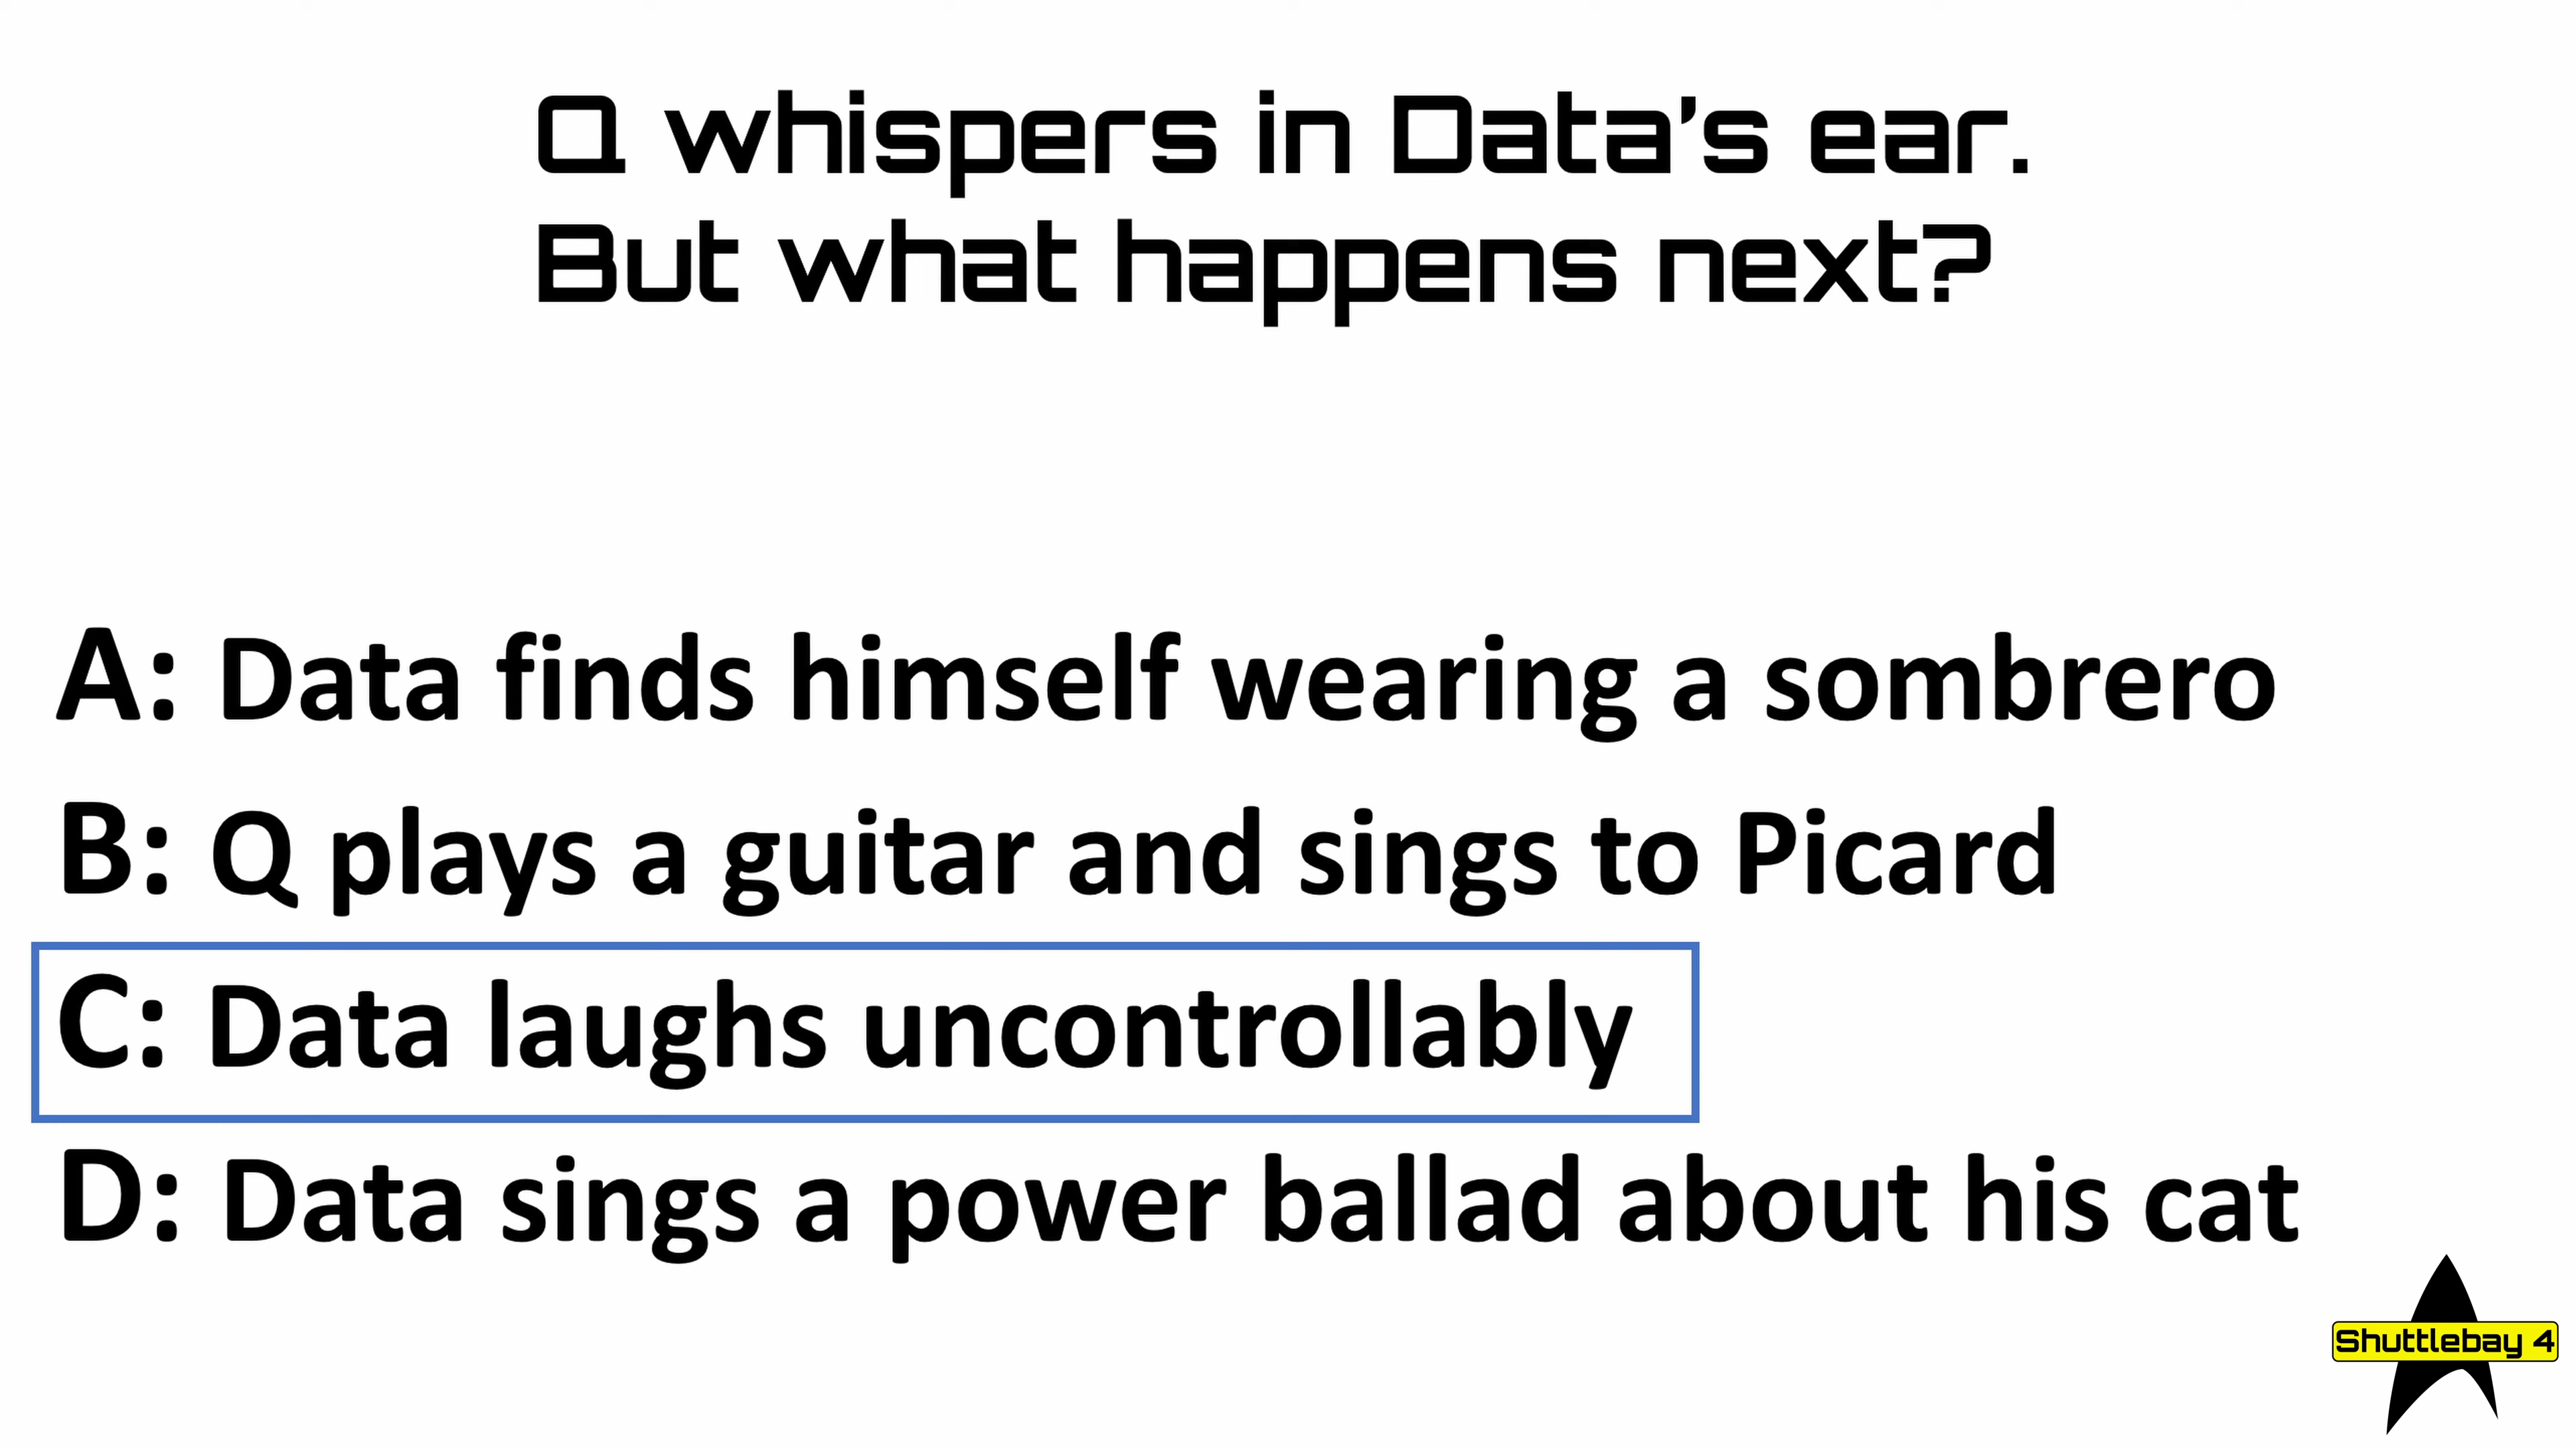 Q whispers in Data's ear.
But what happens next?
A: Data finds himself wearing a sombrero
B: Q plays a guitar and sings to Picard
C: Data laughs uncontrollably
D: Data sings a power ballad about his cat
Shuttlebay 4